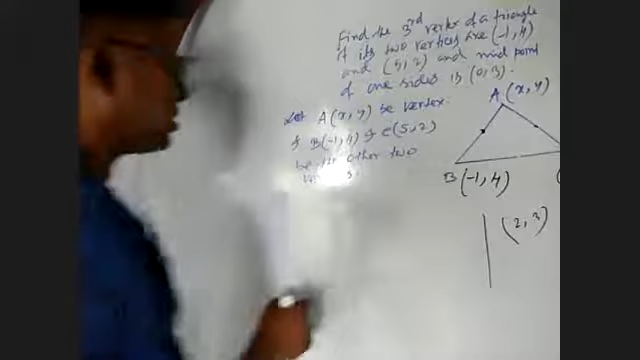 Find the 3rd vertex of a triangle
if its two vertices are (-1,4)
and (5,2) and mid point
of one sides is (0,3).
Let A(x,y) be vertex.
& B(-1,4) & C(5,2)
be other two
A(x,y)
B(-1,4)
(
(2,3)